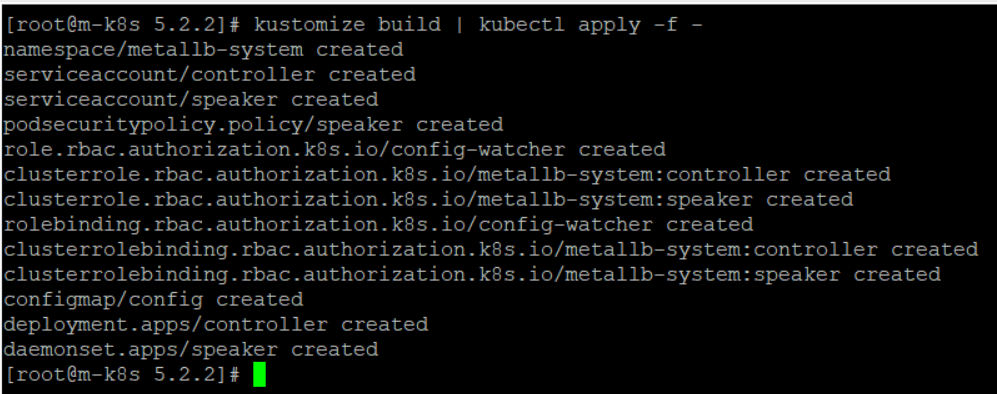 [root@m-k8s 5.2.2]# kustomize build | kubectl apply -f -
namespace/metallb-system created
serviceaccount/controller created
serviceaccount/speaker created
podsecuritypolicy.policy/speaker created
role.rbac.authorization.k8s.io/config-watcher created
clusterrole.rbac.authorization.k8s.io/metallb-system:controller created
clusterrole.rbac.authorization.k8s.io/metallb-system:speaker created
rolebinding.rbac.authorization.k8s.io/config-watcher created
clusterrolebinding.rbac.authorization.k8s.io/metallb-system:controller created
clusterrolebinding.rbac.authorization.k8s.io/metallb-system:speaker created
configmap/config created
deployment.apps/controller created
daemonset.apps/speaker created
[root@m-k8s 5.2.2]#